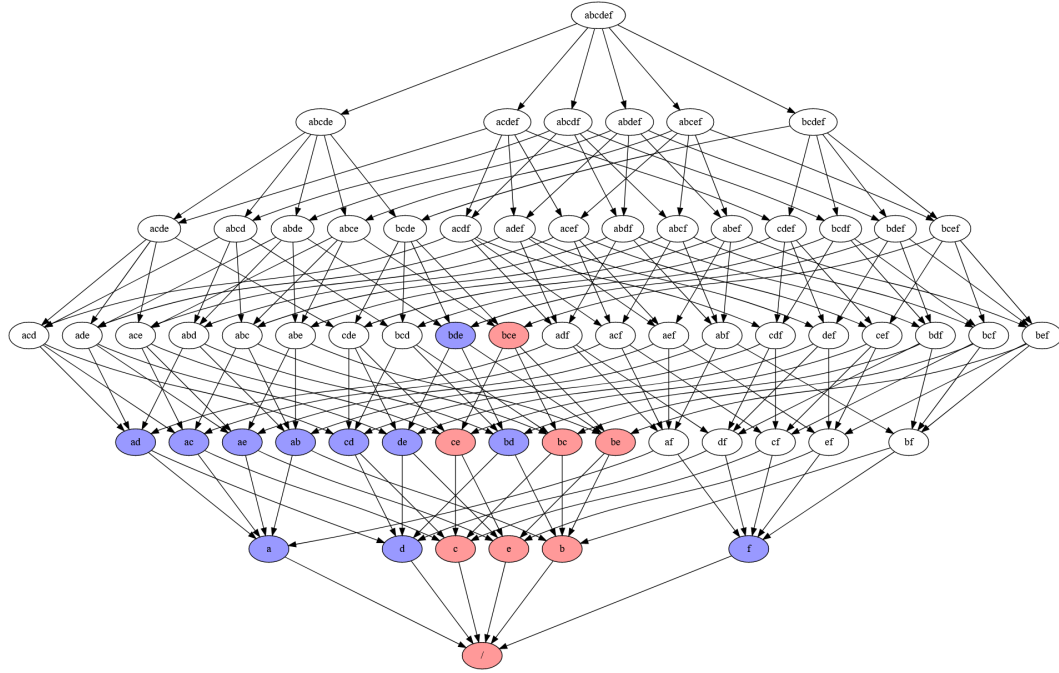 abcdef
abcde acdef abcdf abdef abcef bcdef
acde abcd abde abce bcde acdf adef acef abdf abcf abef cdef bcdf bdef bcef
acd ade ace abd abc abe cde bcd bde bce adf acf aef abf cdf def cef bdf bcf bef
ad ac ae ab cd de ce bd bc be af df cf ef bf
a d c e b f
/